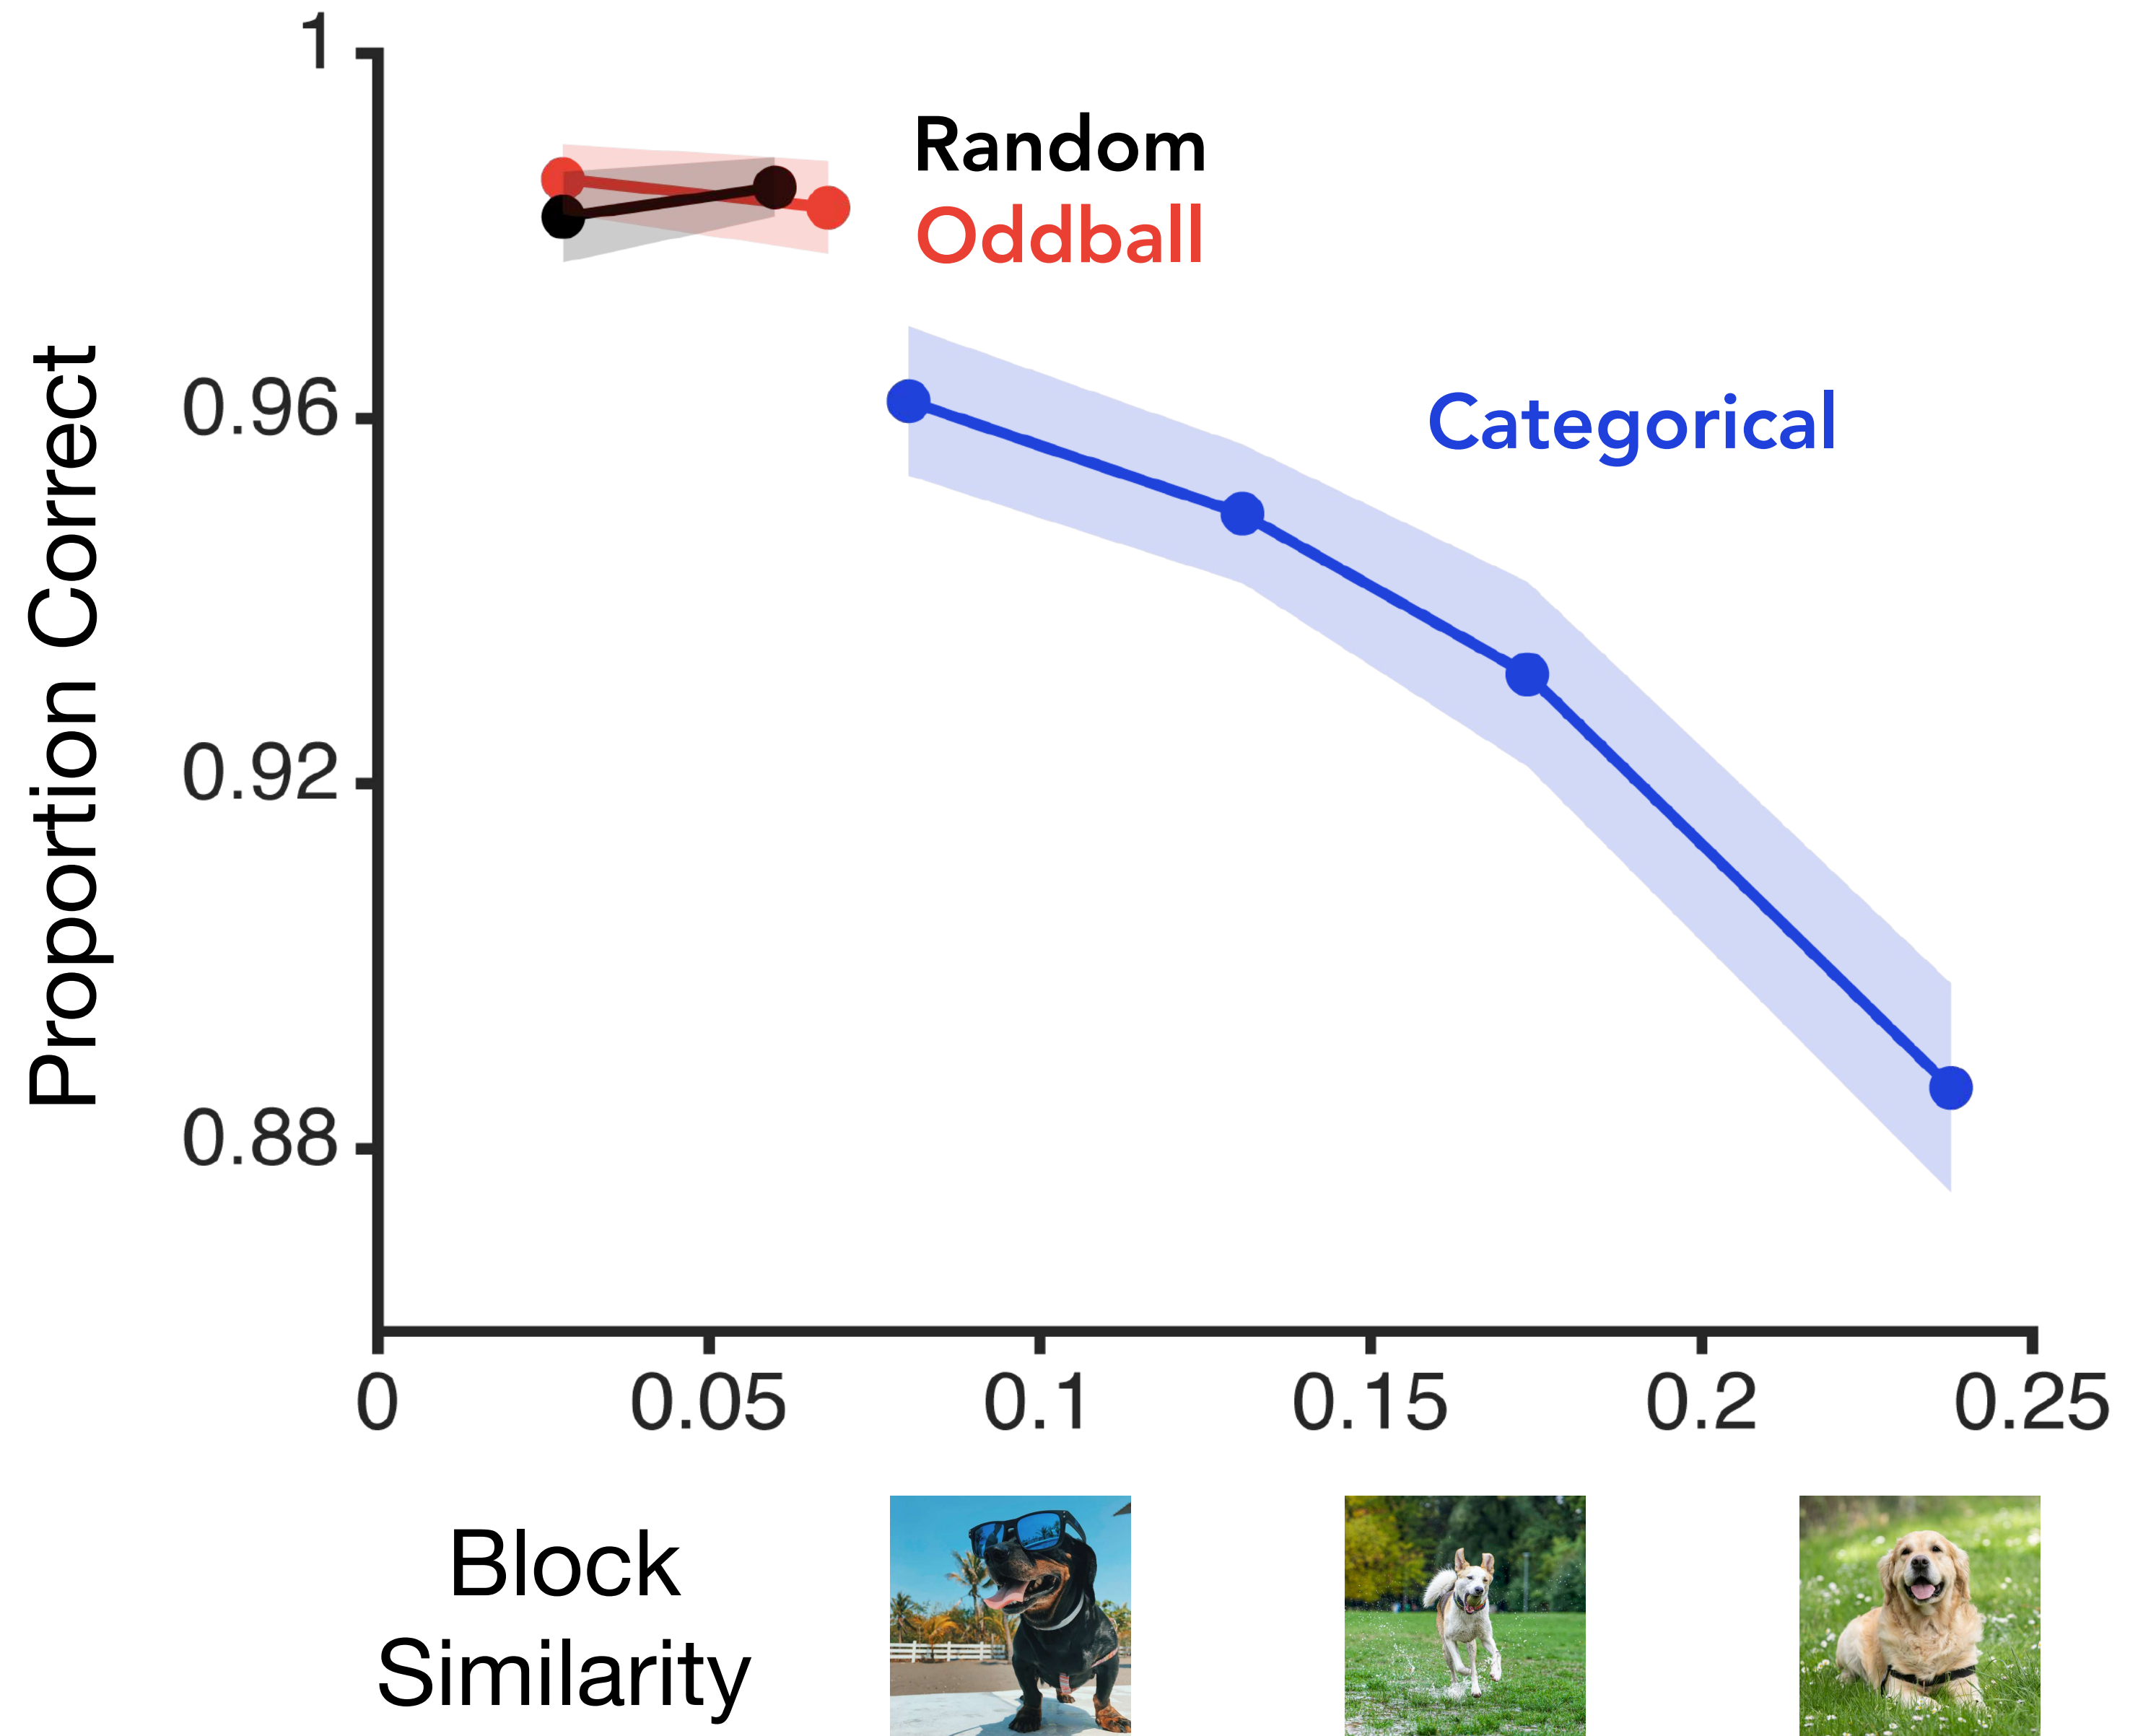 1
Random
Oddball
Categorical
0.96
0.92
0.88
Proportion Correct
0
0.05
0.1
0.15
0.2
0.25
Block
Similarity